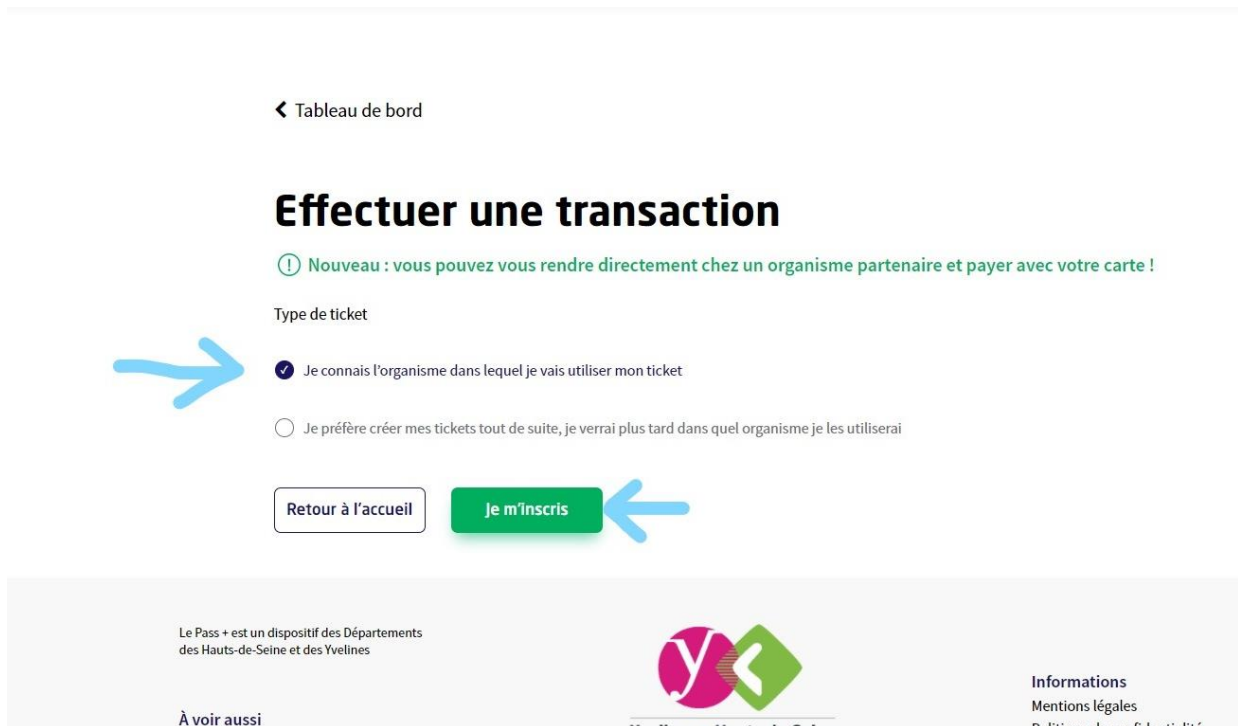 Tableau de bord
Effectuer une transaction
Nouveau : vous pouvez vous rendre directement chez un organisme partenaire et payer avec votre carte !
Type de ticket
Je connais l'organisme dans lequel je vais utiliser mon ticket
Je préfère créer mes tickets tout de suite, je verrai plus tard dans quel organisme je les utiliserai
Retour à l'accueil
Je m'inscris
Le Pass + est un dispositif des Départements
des Hauts-de-Seine et des Yvelines
À voir aussi
Informations
Mentions légales